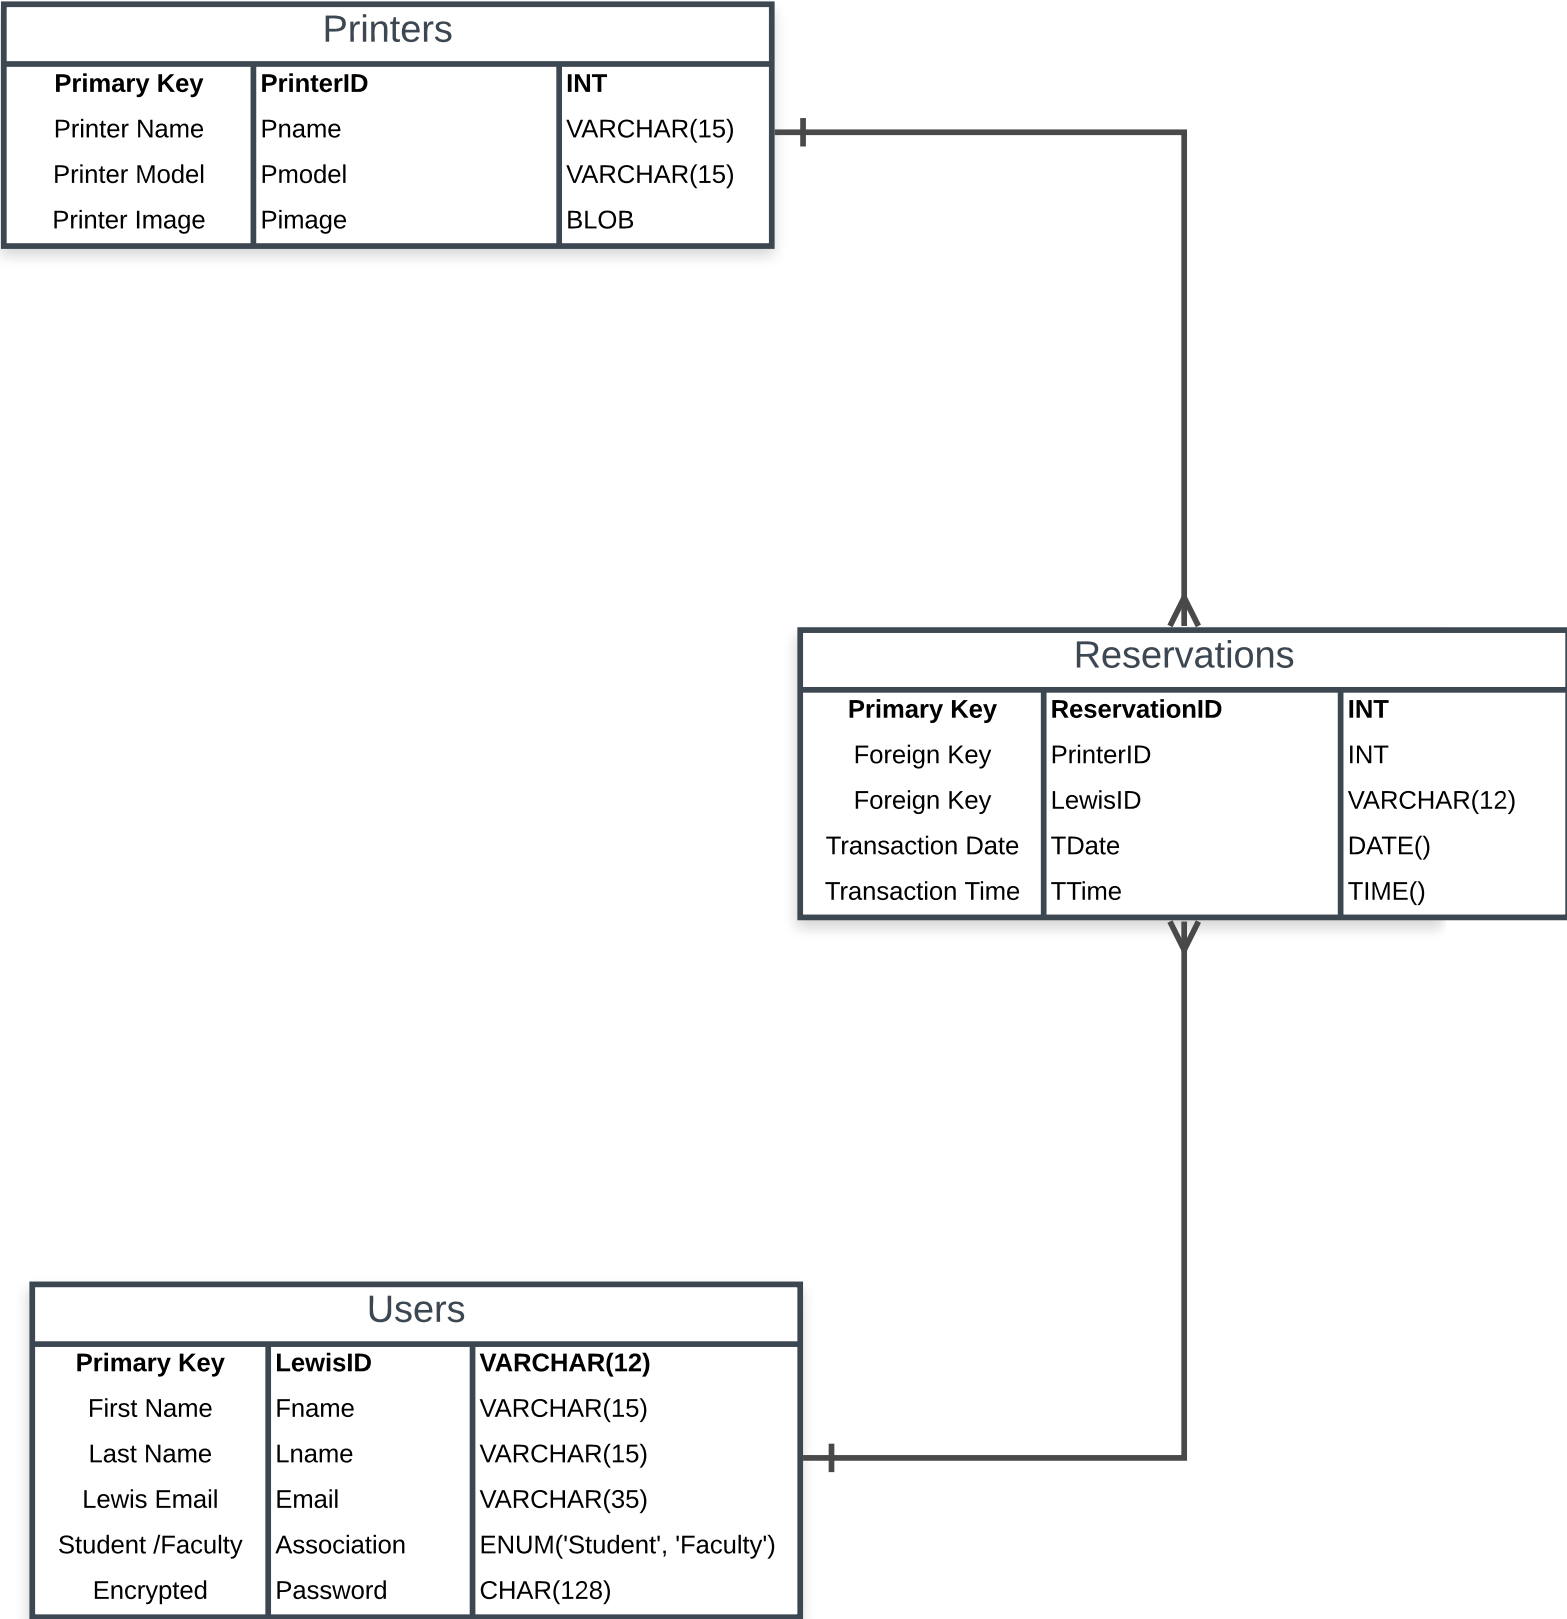 Printers
Primary Key PrinterID INT
Printer Name Pname VARCHAR(15)
Printer Model Pmodel VARCHAR(15)
Printer Image Pimage BLOB
Reservations
Primary Key ReservationID INT
Foreign Key PrinterID INT
Foreign Key LewisID VARCHAR(12)
Transaction Date TDate DATE()
Transaction Time TTime TIME()
Users
Primary Key LewisID VARCHAR(12)
First Name Fname VARCHAR(15)
Last Name Lname VARCHAR(15)
Lewis Email Email VARCHAR(35)
Student /Faculty Association ENUM('Student', 'Faculty')
Encrypted Password CHAR(128)